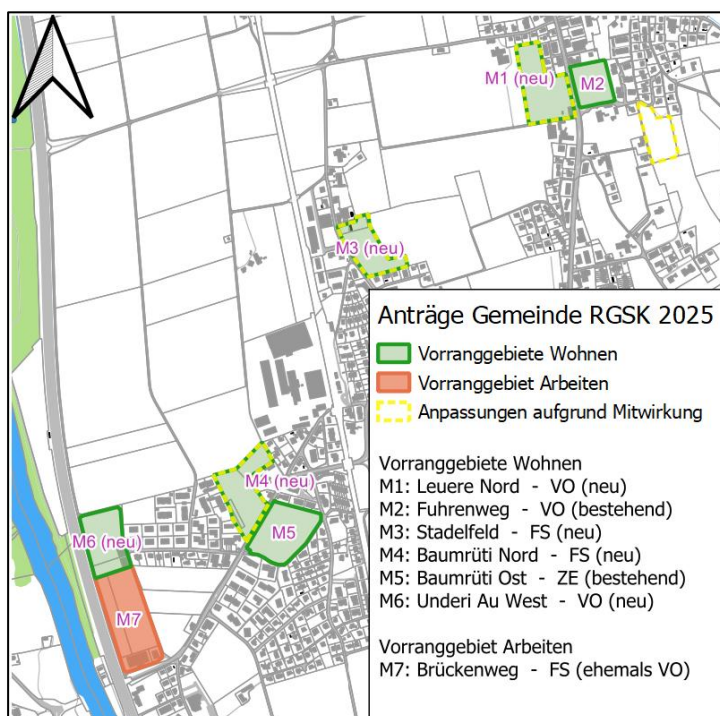 M1 (neu)
M2
M3 (neu)
M4 (neu)
M5
M6 (neu)
M7
Anträge Gemeinde RGSK 2025
Vorranggebiete Wohnen
Vorranggebiet Arbeiten
Anpassungen aufgrund Mitwirkung
Vorranggebiete Wohnen
M1: Leuere Nord - VO (neu)
M2: Fuhrenweg - VO (bestehend)
M3: Stadelfeld - FS (neu)
M4: Baumrüti Nord - FS (neu)
M5: Baumrüti Ost - ZE (bestehend)
M6: Underi Au West - VO (neu)
Vorranggebiet Arbeiten
M7: Brückenweg - FS (ehemals VO)